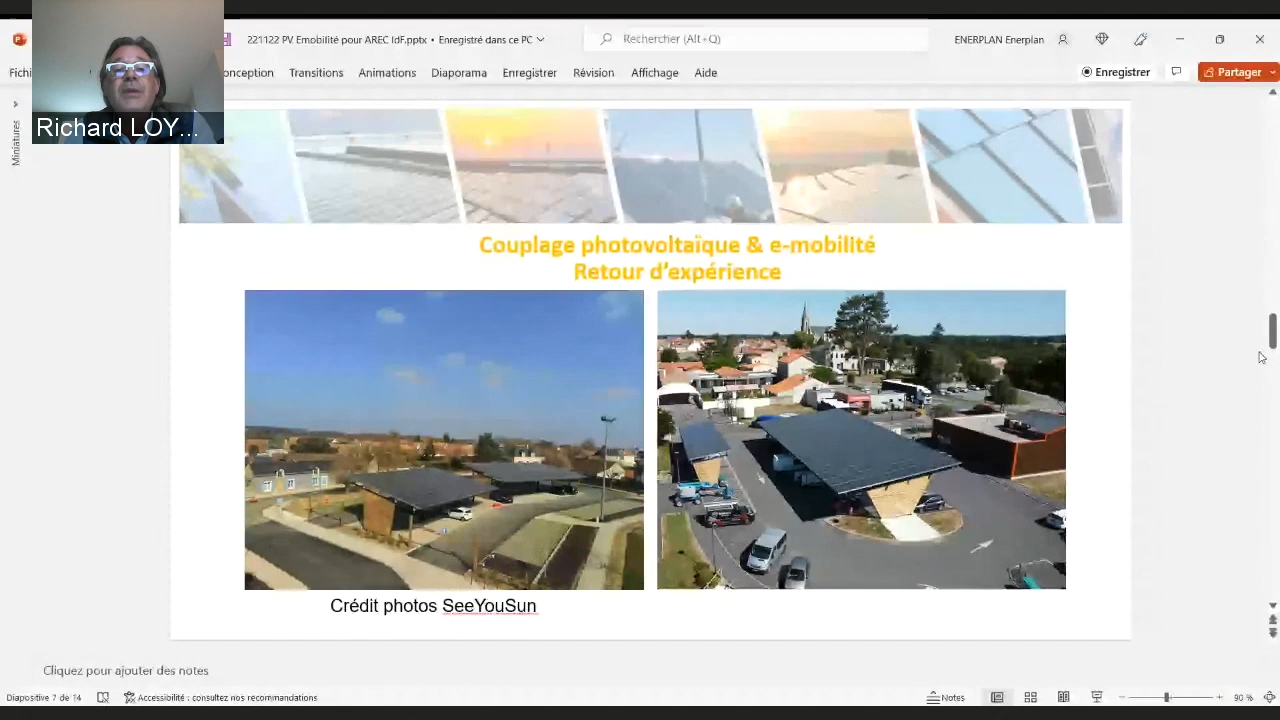 221122 PV Emobilité pour AREC IdF.pptx • Enregistré dans ce PC
Rechercher (Alt+Q)
ENERPLAN Enerplan
Fichi
onception Transitions Animations Diaporama Enregistrer Révision Affichage Aide
Enregistrer
Partager
Richard LOY...
Miniatures
Couplage photovoltaïque & e-mobilité
Retour d'expérience
Crédit photos SeeYouSun
Cliquez pour ajouter des notes
Diapositive 7 de 14
Accessibilité : consultez nos recommandations
Notes
90 %